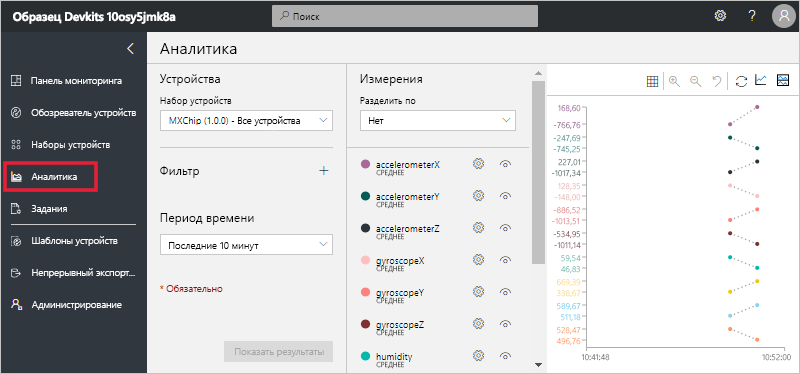 Образец Devkits 10osy5jmk8a
Поиск
Панель мониторинга
Обозреватель устройств
Наборы устройств
Аналитика
Задания
Шаблоны устройств
Непрерывный экспорт...
Администрирование
Аналитика
Устройства
Набор устройств
MXChip (1.0.0) - Все устройства
Фильтр
Период времени
Последние 10 минут
* Обязательно
Показать результаты
Измерения
Разделить по
Нет
accelerometerX
СРЕДНЕЕ
accelerometerY
СРЕДНЕЕ
accelerometerZ
СРЕДНЕЕ
gyroscopeX
СРЕДНЕЕ
gyroscopeY
СРЕДНЕЕ
gyroscopeZ
СРЕДНЕЕ
humidity
СРЕДНЕЕ
168,60
-766,76
-247,69
-745,25
227,01
-1017,34
128,35
-148,00
-886,52
-1013,51
-534,95
-1011,14
59,54
46,83
669,39
338,67
589,67
511,18
528,47
496,76
10:41:48
10:52:00